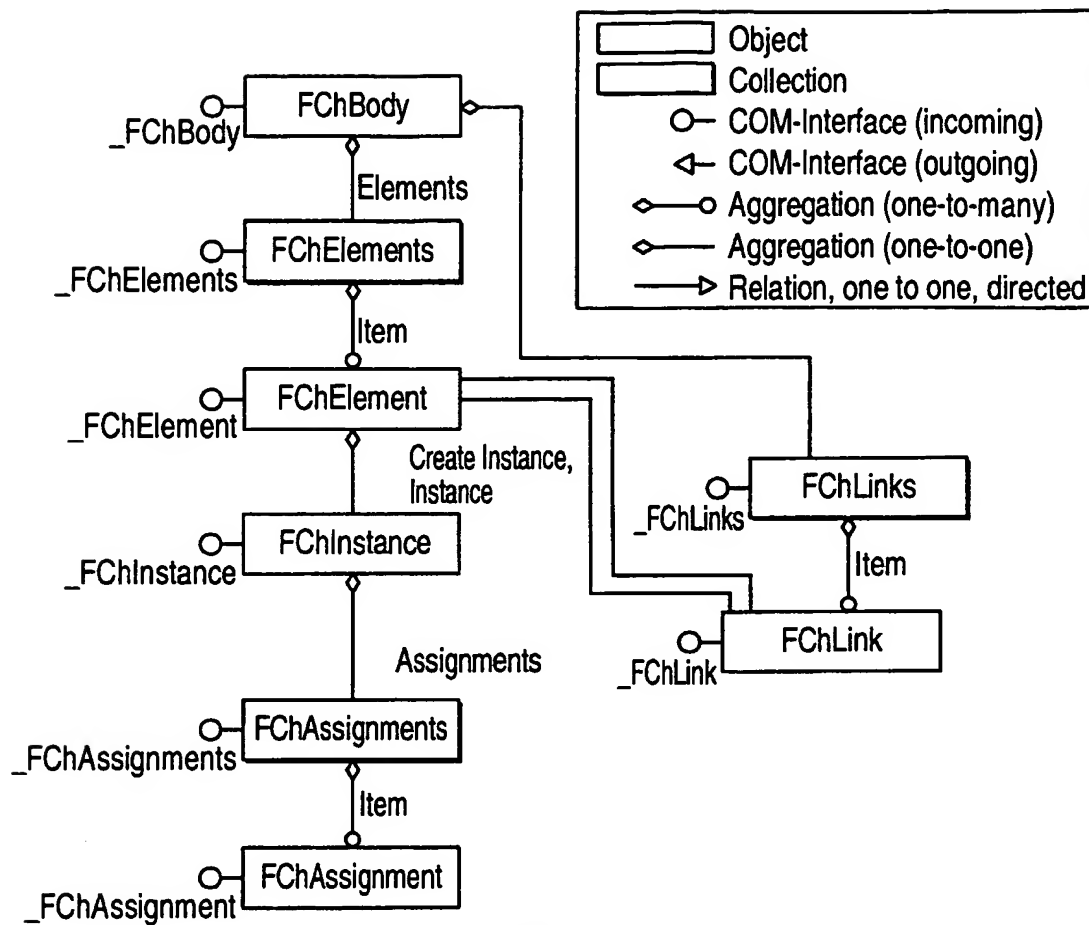 Object
Collection
COM-Interface (incoming)
COM-Interface (outgoing)
Aggregation (one-to-many)
Aggregation (one-to-one)
Relation, one to one, directed
FChBody
_FChBody
Elements
FChElements
_FChElements
Item
FChElement
_FChElement
Create Instance,
Instance
FChInstance
_FChInstance
Assignments
FChAssignments
_FChAssignments
Item
FChAssignment
_FChAssignment
FChLinks
_FChLinks
Item
FChLink
_FChLink